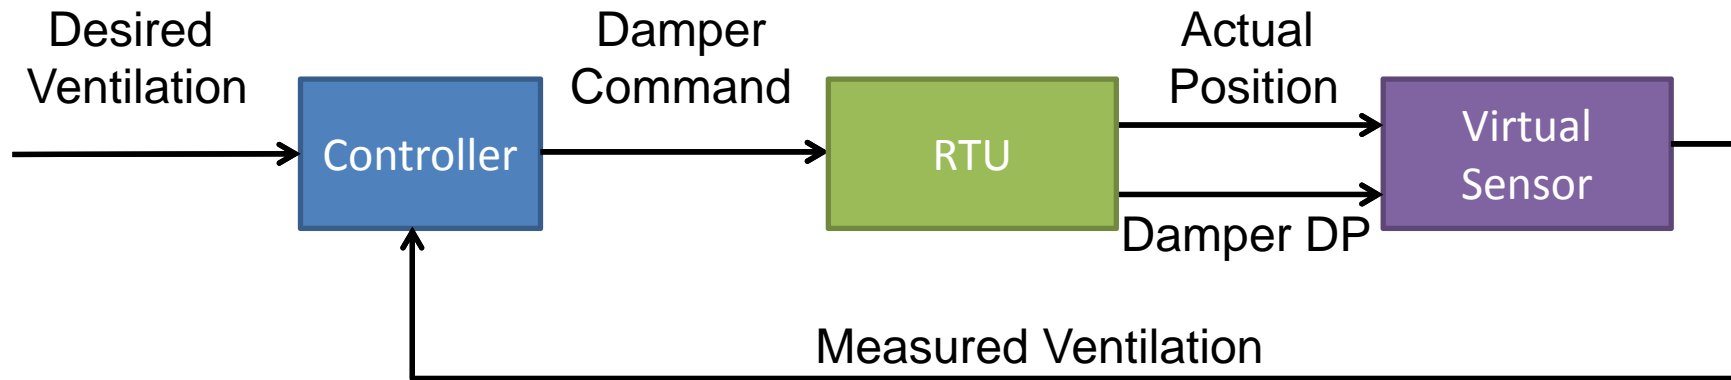 Desired
Ventilation
Controller
Damper
Command
RTU
Actual
Position
Damper DP
Virtual
Sensor
Measured Ventilation